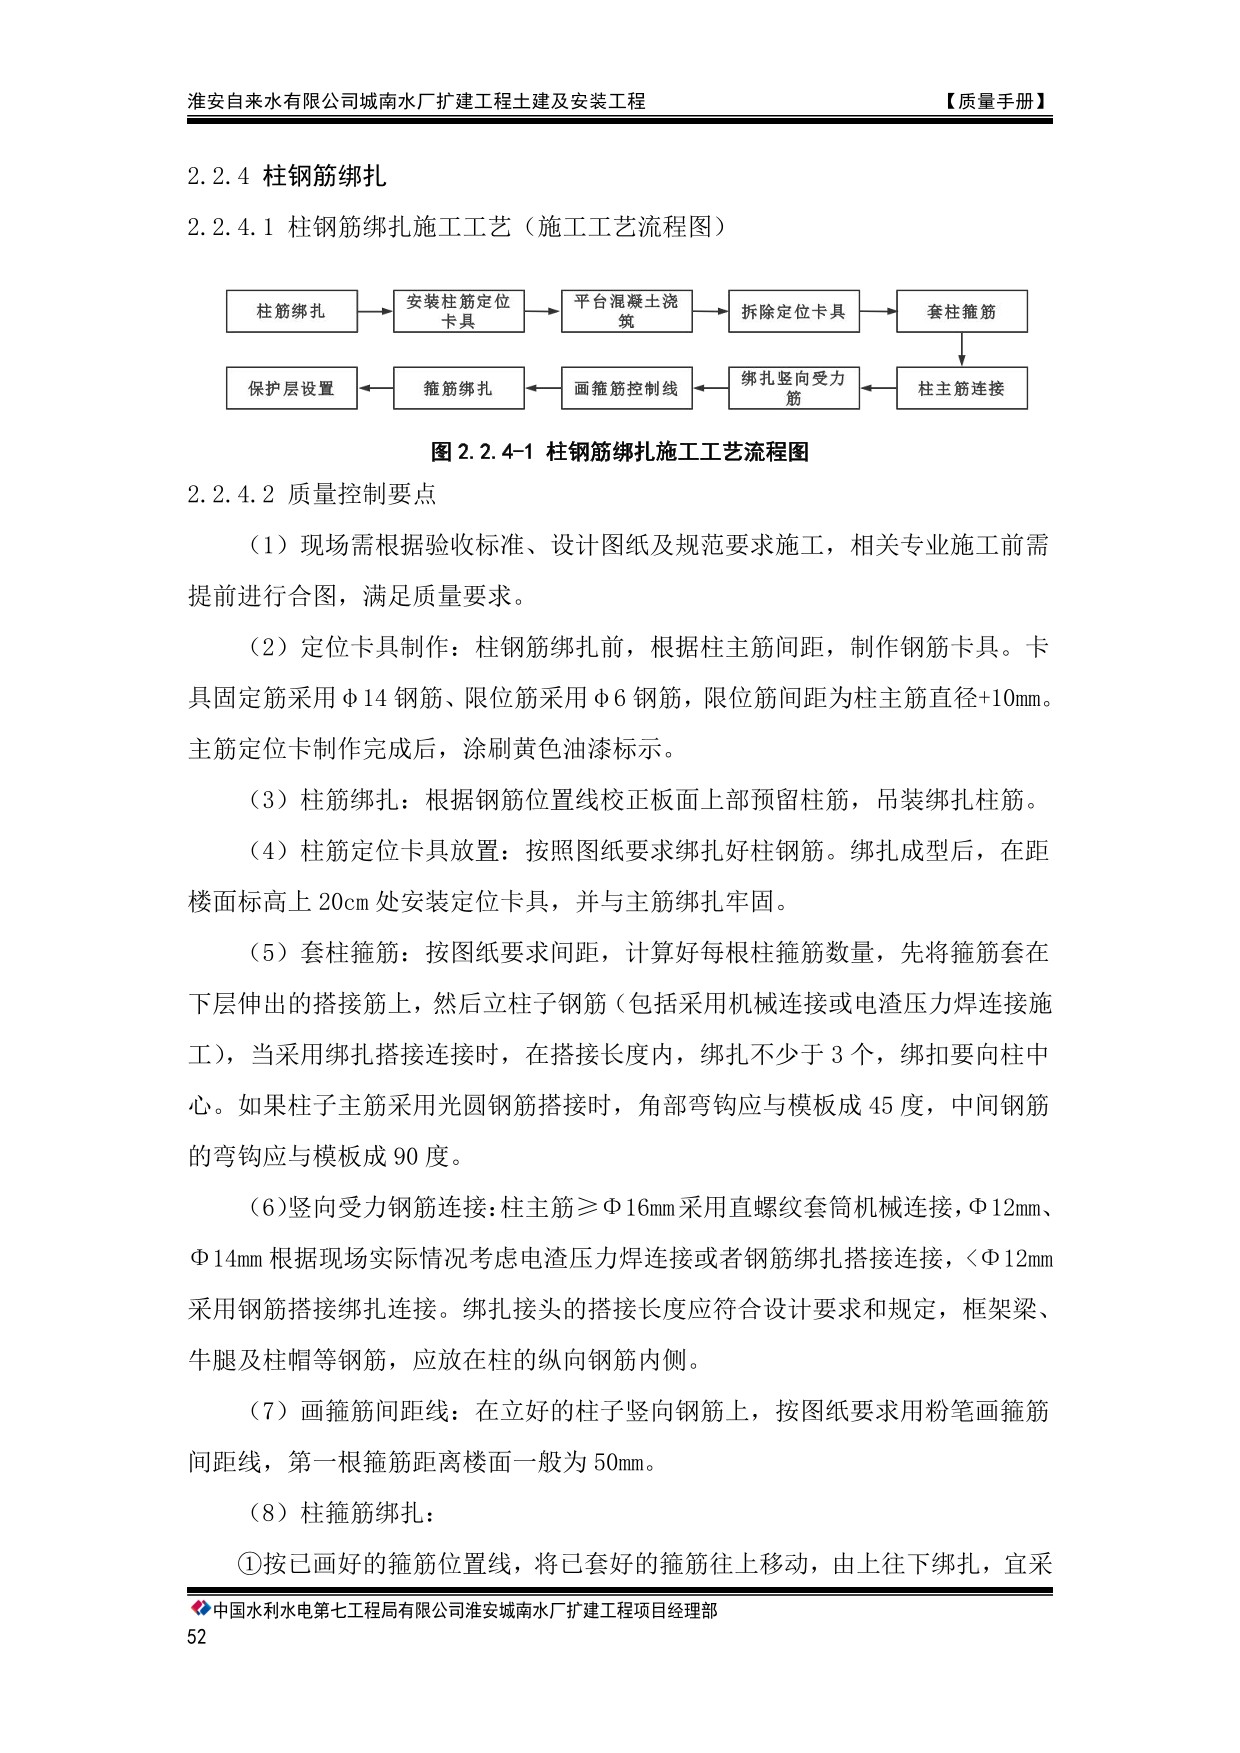 淮安自来水有限公司城南水厂扩建工程土建及安装工程 【质量手册】
2.2.4 柱钢筋绑扎
2.2.4.1 柱钢筋绑扎施工工艺（施工工艺流程图）
柱筋绑扎
安装柱筋定位
卡具
平台混凝土浇
筑
拆除定位卡具
套柱箍筋
柱主筋连接
绑扎竖向受力
筋
画箍筋控制线
箍筋绑扎
保护层设置
图 2.2.4-1 柱钢筋绑扎施工工艺流程图
2.2.4.2 质量控制要点
（1）现场需根据验收标准、设计图纸及规范要求施工，相关专业施工前需
提前进行合图，满足质量要求。
（2）定位卡具制作：柱钢筋绑扎前，根据柱主筋间距，制作钢筋卡具。卡
具固定筋采用φ14 钢筋、限位筋采用φ6 钢筋，限位筋间距为柱主筋直径+10mm。
主筋定位卡制作完成后，涂刷黄色油漆标示。
（3）柱筋绑扎：根据钢筋位置线校正板面上部预留柱筋，吊装绑扎柱筋。
（4）柱筋定位卡具放置：按照图纸要求绑扎好柱钢筋。绑扎成型后，在距
楼面标高上 20cm 处安装定位卡具，并与主筋绑扎牢固。
（5）套柱箍筋：按图纸要求间距，计算好每根柱箍筋数量，先将箍筋套在
下层伸出的搭接筋上，然后立柱子钢筋（包括采用机械连接或电渣压力焊连接施
工），当采用绑扎搭接连接时，在搭接长度内，绑扎不少于 3 个，绑扣要向柱中
心。如果柱子主筋采用光圆钢筋搭接时，角部弯钩应与模板成 45 度，中间钢筋
的弯钩应与模板成 90 度。
（6）竖向受力钢筋连接：柱主筋≥Φ16mm 采用直螺纹套筒机械连接，Φ12mm、
Φ14mm 根据现场实际情况考虑电渣压力焊连接或者钢筋绑扎搭接连接，<Φ12mm
采用钢筋搭接绑扎连接。绑扎接头的搭接长度应符合设计要求和规定，框架梁、
牛腿及柱帽等钢筋，应放在柱的纵向钢筋内侧。
（7）画箍筋间距线：在立好的柱子竖向钢筋上，按图纸要求用粉笔画箍筋
间距线，第一根箍筋距离楼面一般为 50mm。
（8）柱箍筋绑扎：
①按已画好的箍筋位置线，将已套好的箍筋往上移动，由上往下绑扎，宜采
中国水利水电第七工程局有限公司淮安城南水厂扩建工程项目经理部
52